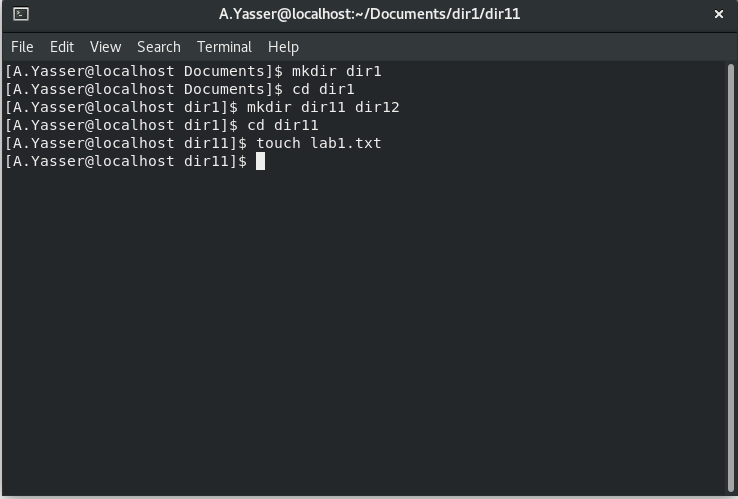 A.Yasser@localhost:~/Documents/dir1/dir11
File Edit View Search Terminal Help
[A.Yasser@localhost Documents]$ mkdir dir1
[A.Yasser@localhost Documents]$ cd dir1
[A.Yasser@localhost dir1]$ mkdir dir11 dir12
[A.Yasser@localhost dir1]$ cd dir11
[A.Yasser@localhost dir11]$ touch lab1.txt
[A.Yasser@localhost dir11]$